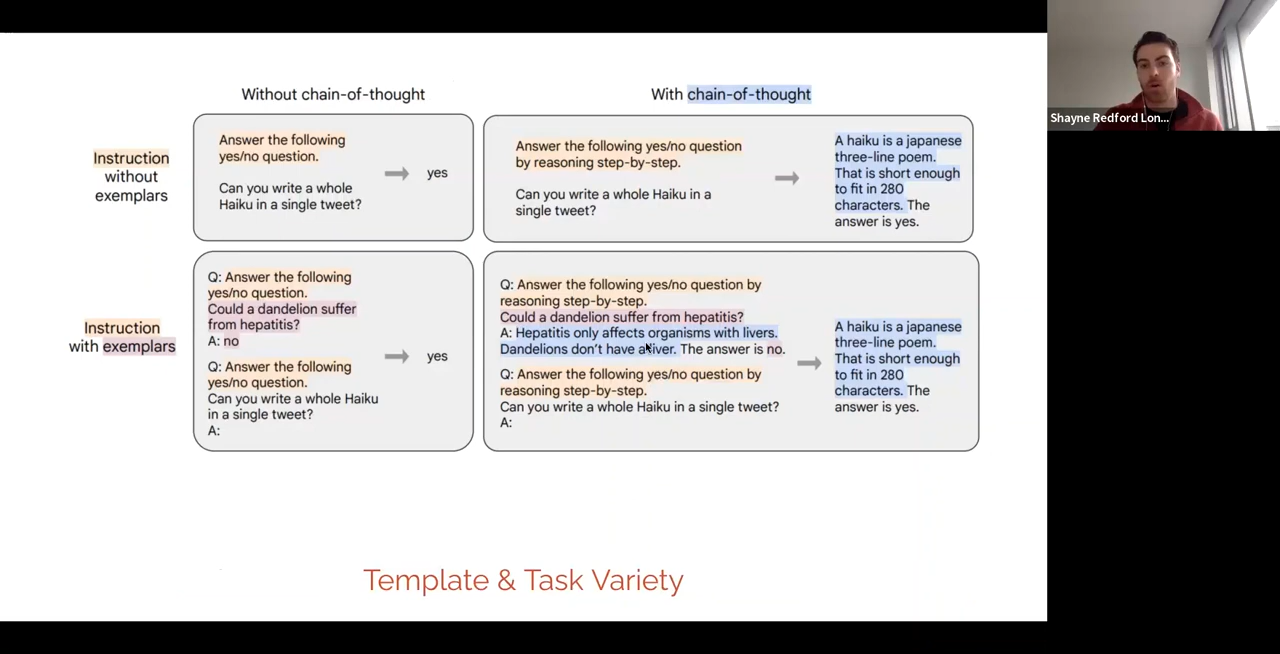 Without chain-of-thought
With chain-of-thought
Instruction
without
exemplars
Answer the following
yes/no question.
Can you write a whole
Haiku in a single tweet?
yes
Answer the following yes/no question
by reasoning step-by-step.
Can you write a whole Haiku in a
single tweet?
A haiku is a japanese
three-line poem.
That is short enough
to fit in 280
characters. The
answer is yes.
Instruction
with exemplars
Q: Answer the following
yes/no question.
Could a dandelion suffer
from hepatitis?
A: no
Q: Answer the following
yes/no question.
Can you write a whole Haiku
in a single tweet?
A:
yes
Q: Answer the following yes/no question by
reasoning step-by-step.
Could a dandelion suffer from hepatitis?
A: Hepatitis only affects organisms with livers.
Dandelions don't have a liver. The answer is no.
Q: Answer the following yes/no question by
reasoning step-by-step.
Can you write a whole Haiku in a single tweet?
A:
A haiku is a japanese
three-line poem.
That is short enough
to fit in 280
characters. The
answer is yes.
Template & Task Variety
Shayne Redford Lon...